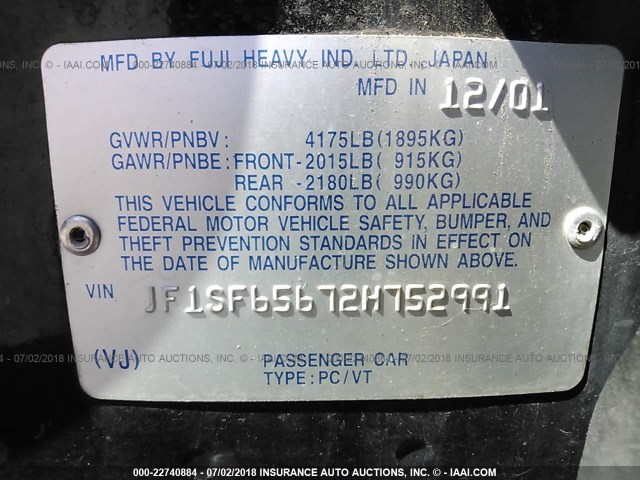 MFD BY FUJI HEAVY IND. LTD. JAPAN
MFD IN 12/01
GVWR/PNBV: 4175LB(1895KG)
GAWR/PNBE: FRONT-2015LB( 915KG)
REAR -2180LB( 990KG)
THIS VEHICLE CONFORMS TO ALL APPLICABLE
FEDERAL MOTOR VEHICLE SAFETY, BUMPER, AND
THEFT PREVENTION STANDARDS IN EFFECT ON
THE DATE OF MANUFACTURE SHOWN ABOVE.
VIN JF1SF65672H752991
(VJ) PASSENGER CAR
TYPE:PC/VT
000-22740884 - 07/02/2018 INSURANCE AUTO AUCTIONS, INC. - © IAAI.COM